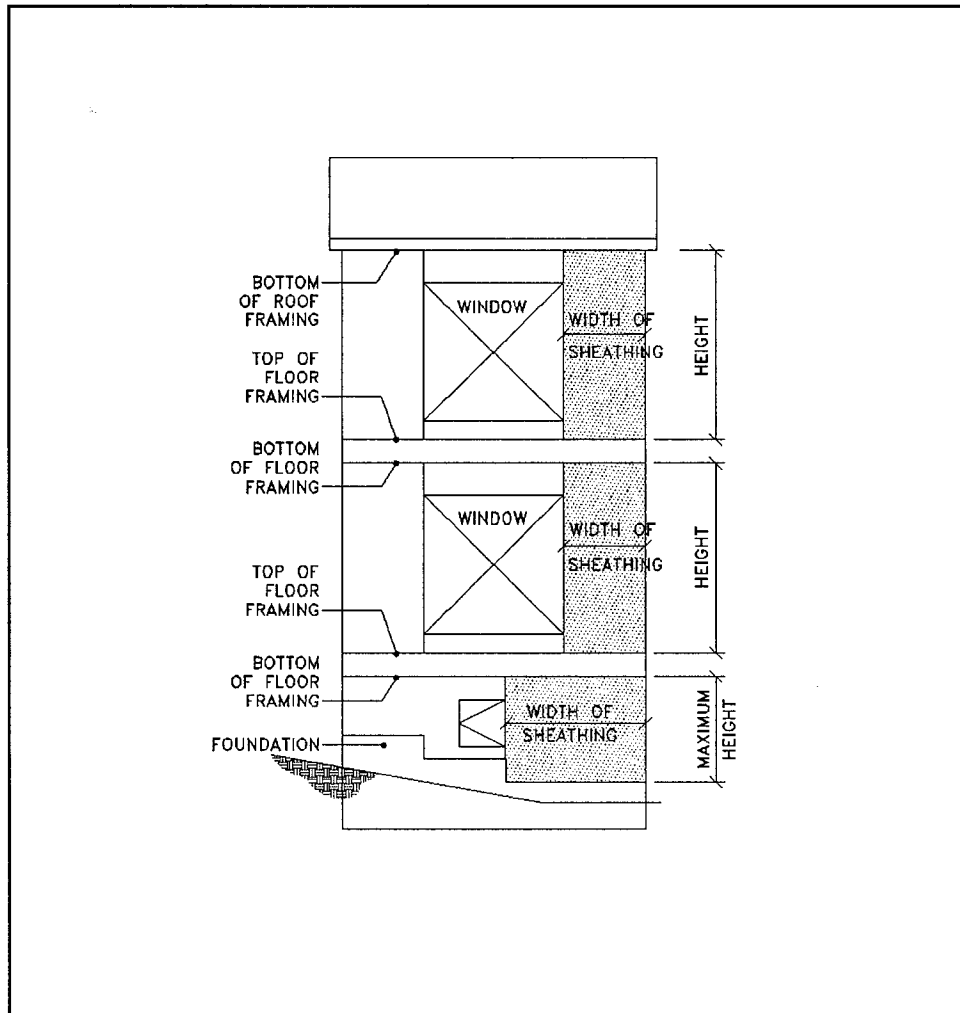 BOTTOM
OF ROOF
FRAMING
WINDOW
WIDTH OF
SHEATHING
HEIGHT
TOP OF
FLOOR
FRAMING
BOTTOM
OF FLOOR
FRAMING
WINDOW
WIDTH OF
SHEATHING
HEIGHT
TOP OF
FLOOR
FRAMING
BOTTOM
OF FLOOR
FRAMING
WIDTH OF
SHEATHING
MAXIMUM
HEIGHT
FOUNDATION